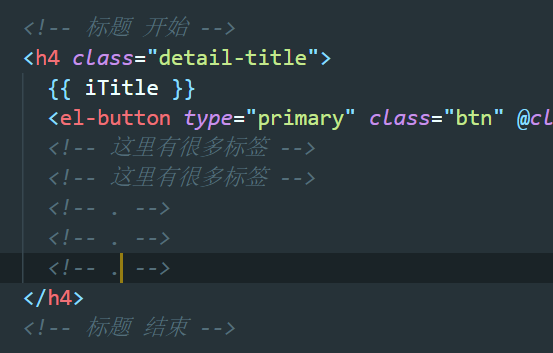 <!-- 标题 开始 -->
<h4 class="detail-title">
{{ iTitle }}
<el-button type="primary" class="btn" @cl
<!-- 这里有很多标签 -->
<!-- 这里有很多标签 -->
<!-- . -->
<!-- . -->
<!-- . -->
</h4>
<!-- 标题 结束 -->